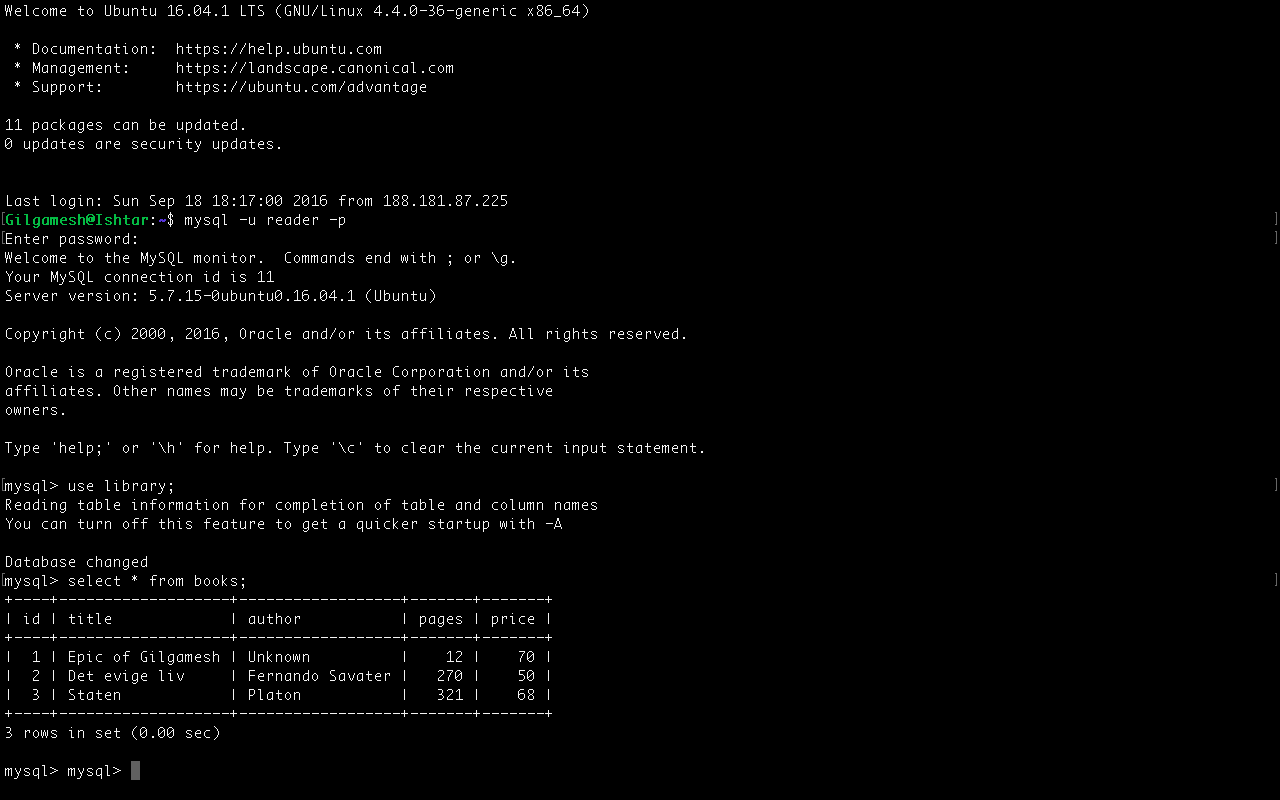 Welcome to Ubuntu 16.04.1 LTS (GNU/Linux 4.4.0-36-generic x86_64)

 * Documentation:  https://help.ubuntu.com
 * Management:     https://landscape.canonical.com
 * Support:        https://ubuntu.com/advantage

11 packages can be updated.
0 updates are security updates.


Last login: Sun Sep 18 18:17:00 2016 from 188.181.87.225
[Gilgamesh@Ishtar:~$ mysql -u reader -p                                                                                                       ]
[Enter password:                                                                                                                              ]
Welcome to the MySQL monitor.  Commands end with ; or \g.
Your MySQL connection id is 11
Server version: 5.7.15-0ubuntu0.16.04.1 (Ubuntu)

Copyright (c) 2000, 2016, Oracle and/or its affiliates. All rights reserved.

Oracle is a registered trademark of Oracle Corporation and/or its
affiliates. Other names may be trademarks of their respective
owners.

Type 'help;' or '\h' for help. Type '\c' to clear the current input statement.

[mysql> use library;                                                                                                                          ]
Reading table information for completion of table and column names
You can turn off this feature to get a quicker startup with -A

Database changed
[mysql> select * from books;                                                                                                                  ]
+----+-------------------+------------------+-------+-------+
| id | title             | author           | pages | price |
+----+-------------------+------------------+-------+-------+
|  1 | Epic of Gilgamesh | Unknown          |    12 |    70 |
|  2 | Det evige liv     | Fernando Savater |   270 |    50 |
|  3 | Staten            | Platon           |   321 |    68 |
+----+-------------------+------------------+-------+-------+
3 rows in set (0.00 sec)

mysql> mysql>